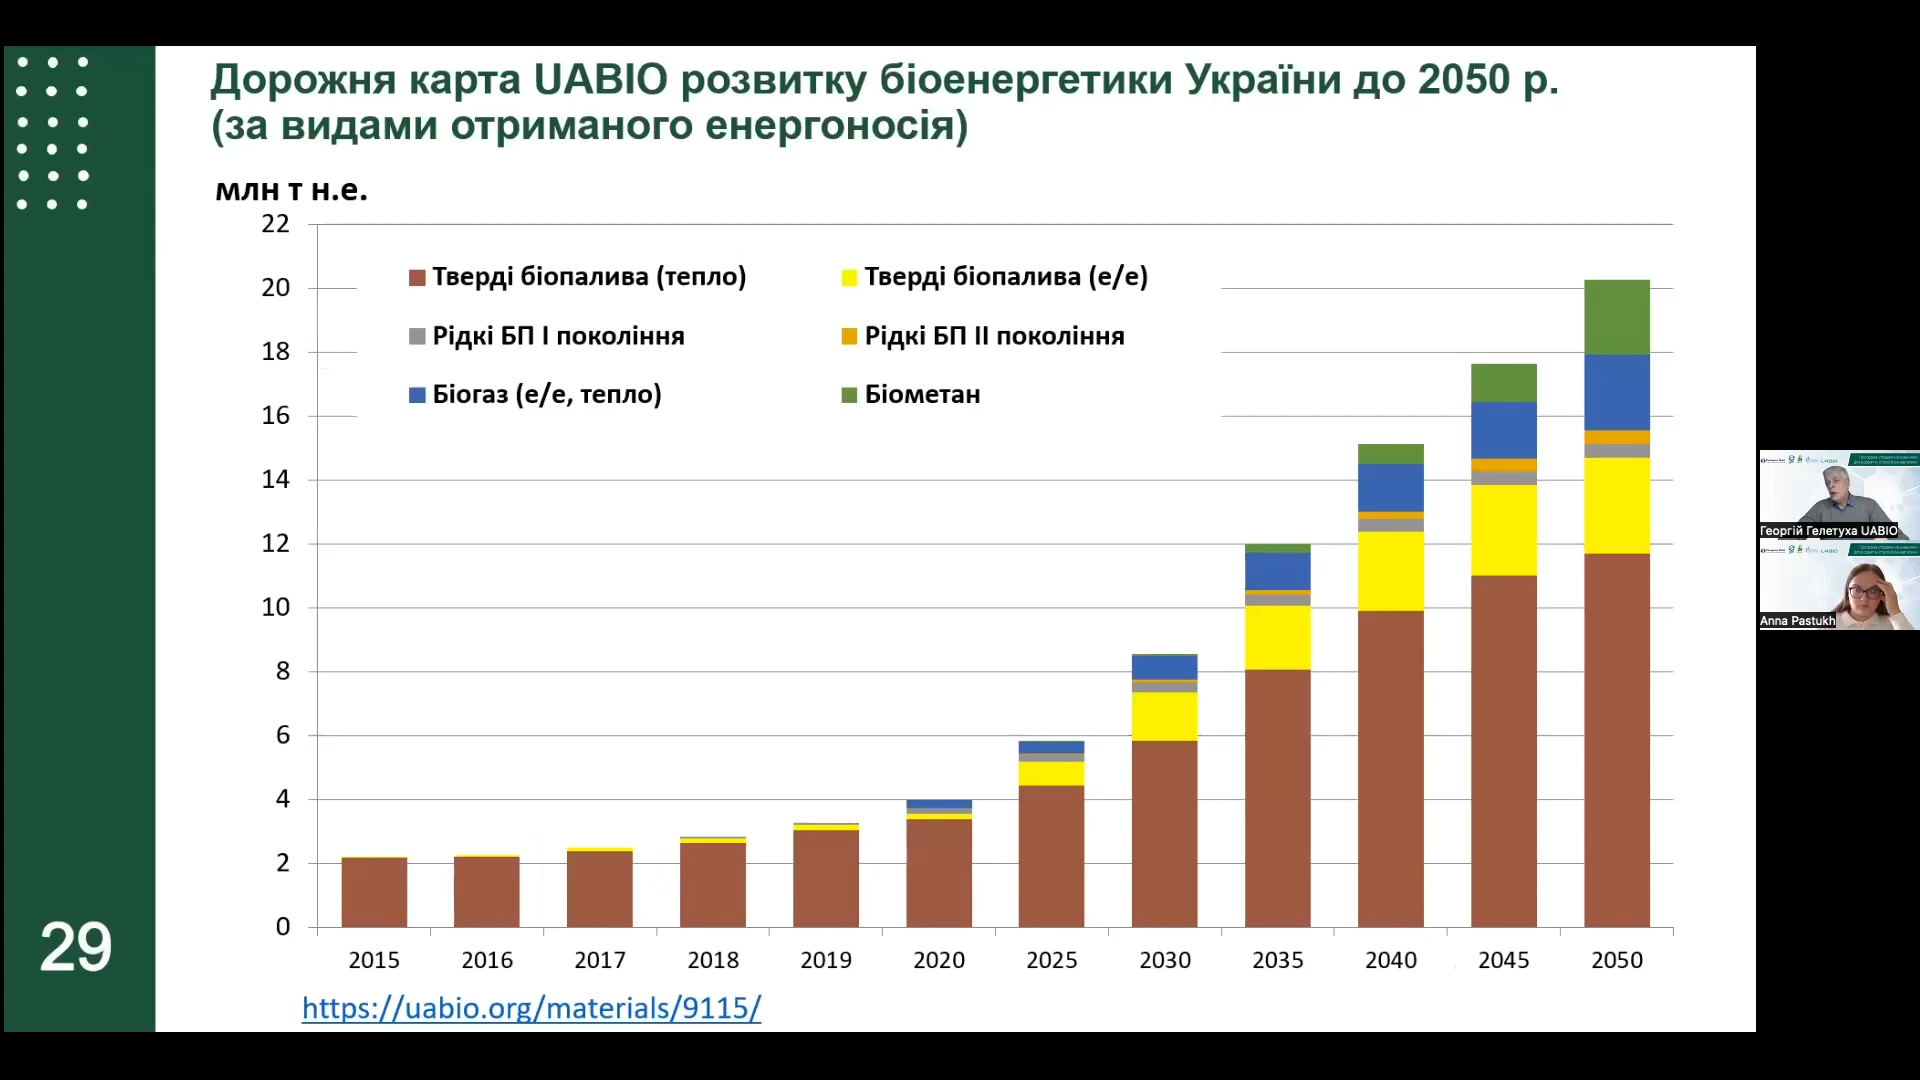 Дорожня карта UABIO розвитку біоенергетики України до 2050 р.
(за видами отриманого енергоносія)
млн т н.е.
22
20
18
16
14
12
10
8
6
4
2
0
Тверді біопалива (тепло)
Тверді біопалива (е/е)
Рідкі БП І покоління
Рідкі БП ІІ покоління
Біогаз (е/е, тепло)
Біометан
2015 2016 2017 2018 2019 2020 2025 2030 2035 2040 2045 2050
https://uabio.org/materials/9115/
29
Георгій Гелетуха UABIO
Anna Pastukh